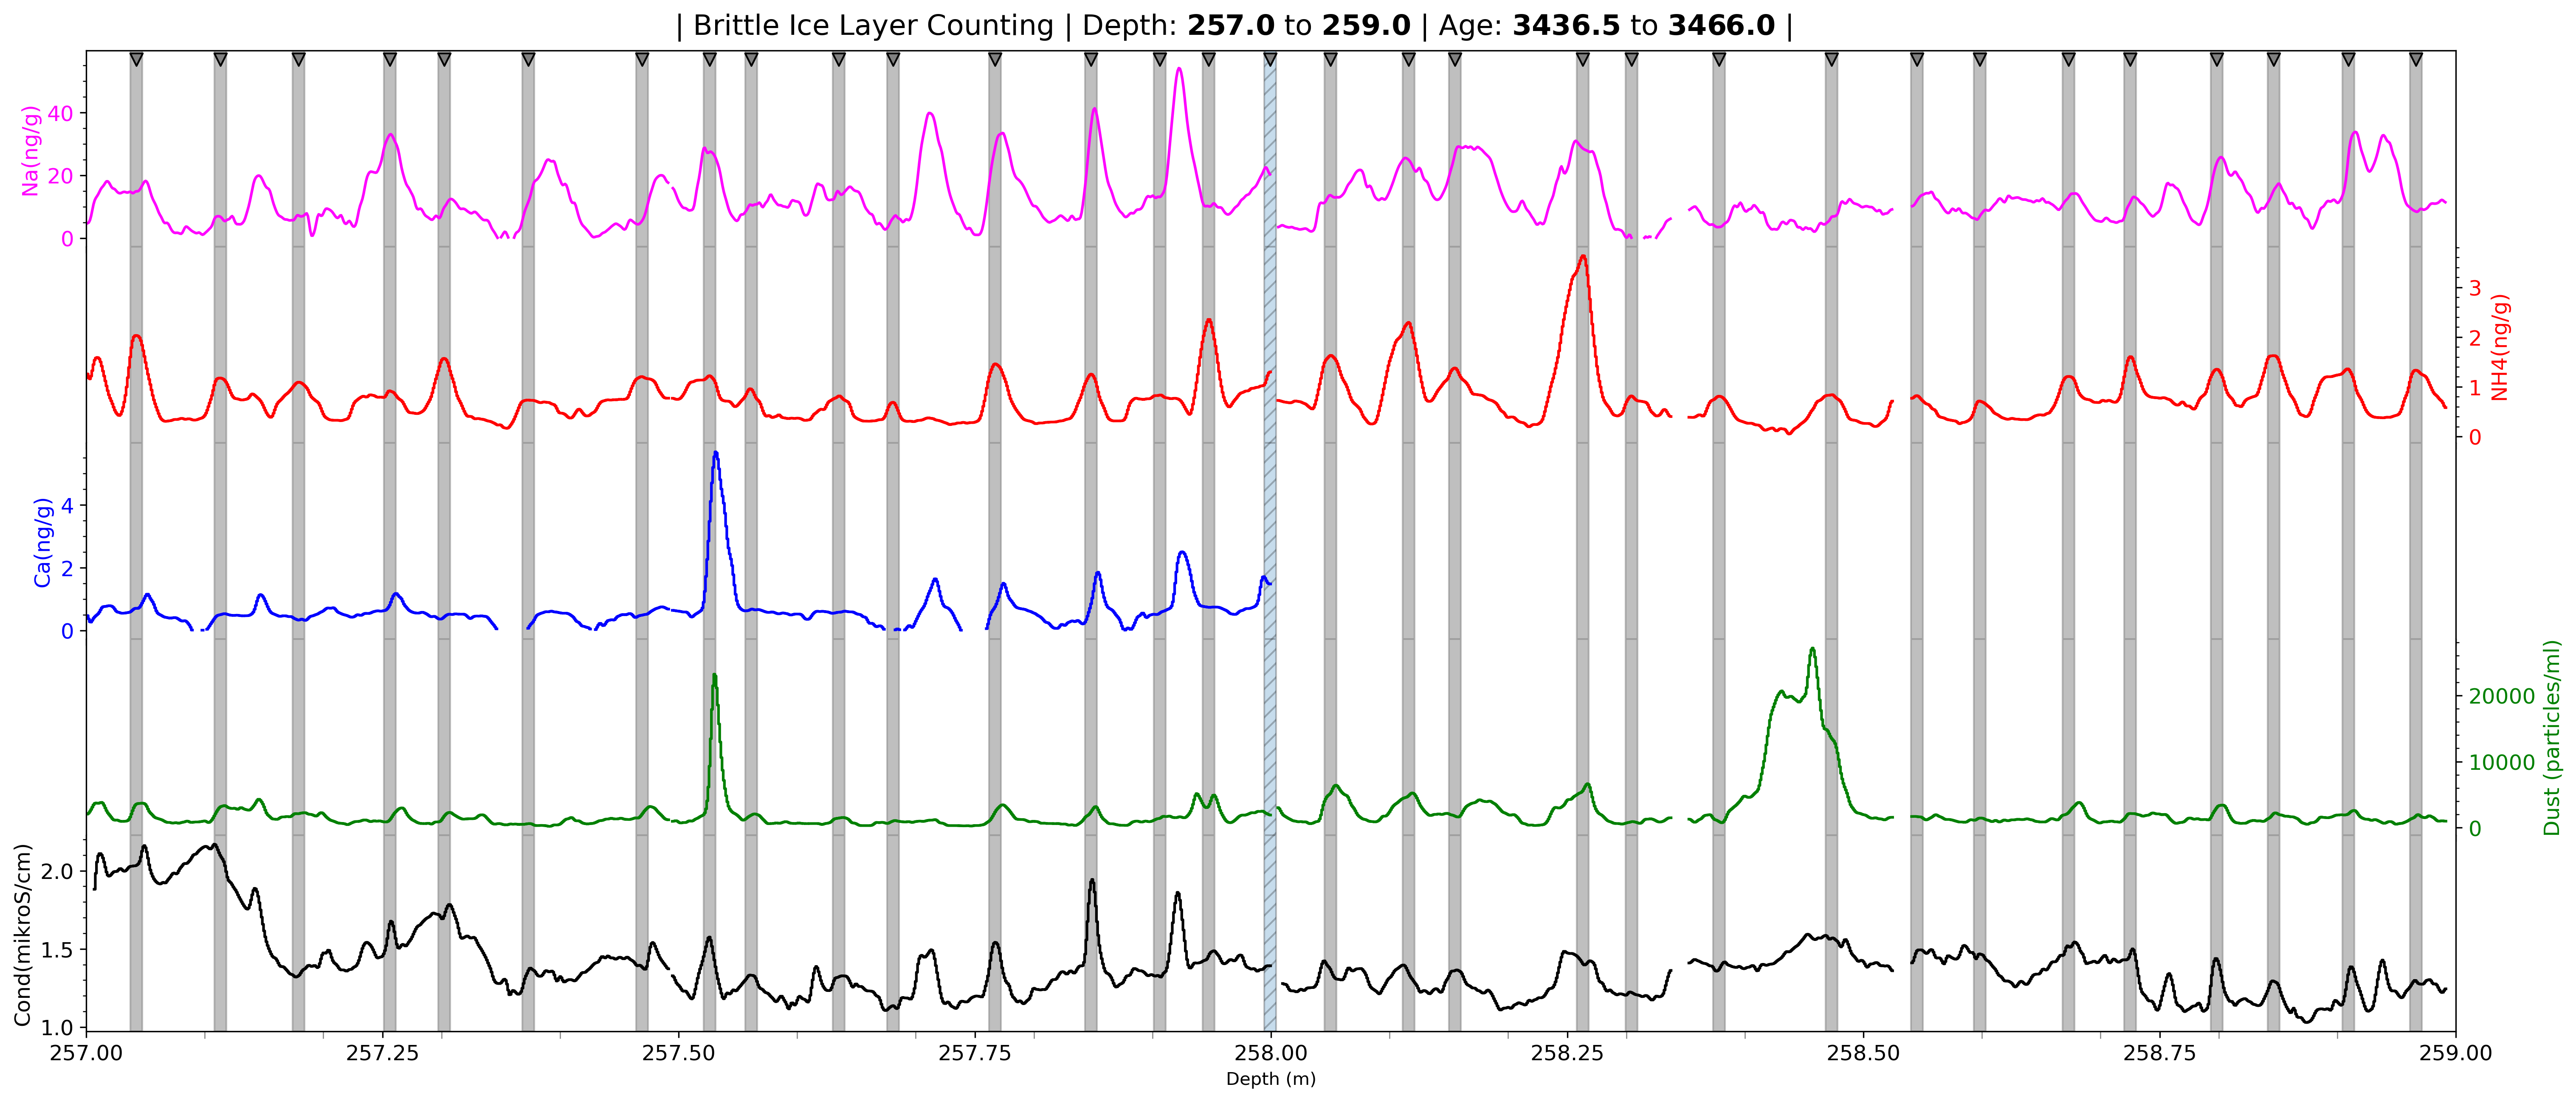 | Brittle Ice Layer Counting | Depth: 257.0 to 259.0 | Age: 3436.5 to 3466.0 |
Na(ng/g)
40
20
0
NH4(ng/g)
3
2
1
0
Ca(ng/g)
4
2
0
Dust (particles/ml)
20000
10000
0
Cond(mikroS/cm)
2.0
1.5
1.0
257.00 257.25 257.50 257.75 258.00 258.25 258.50 258.75 259.00
Depth (m)